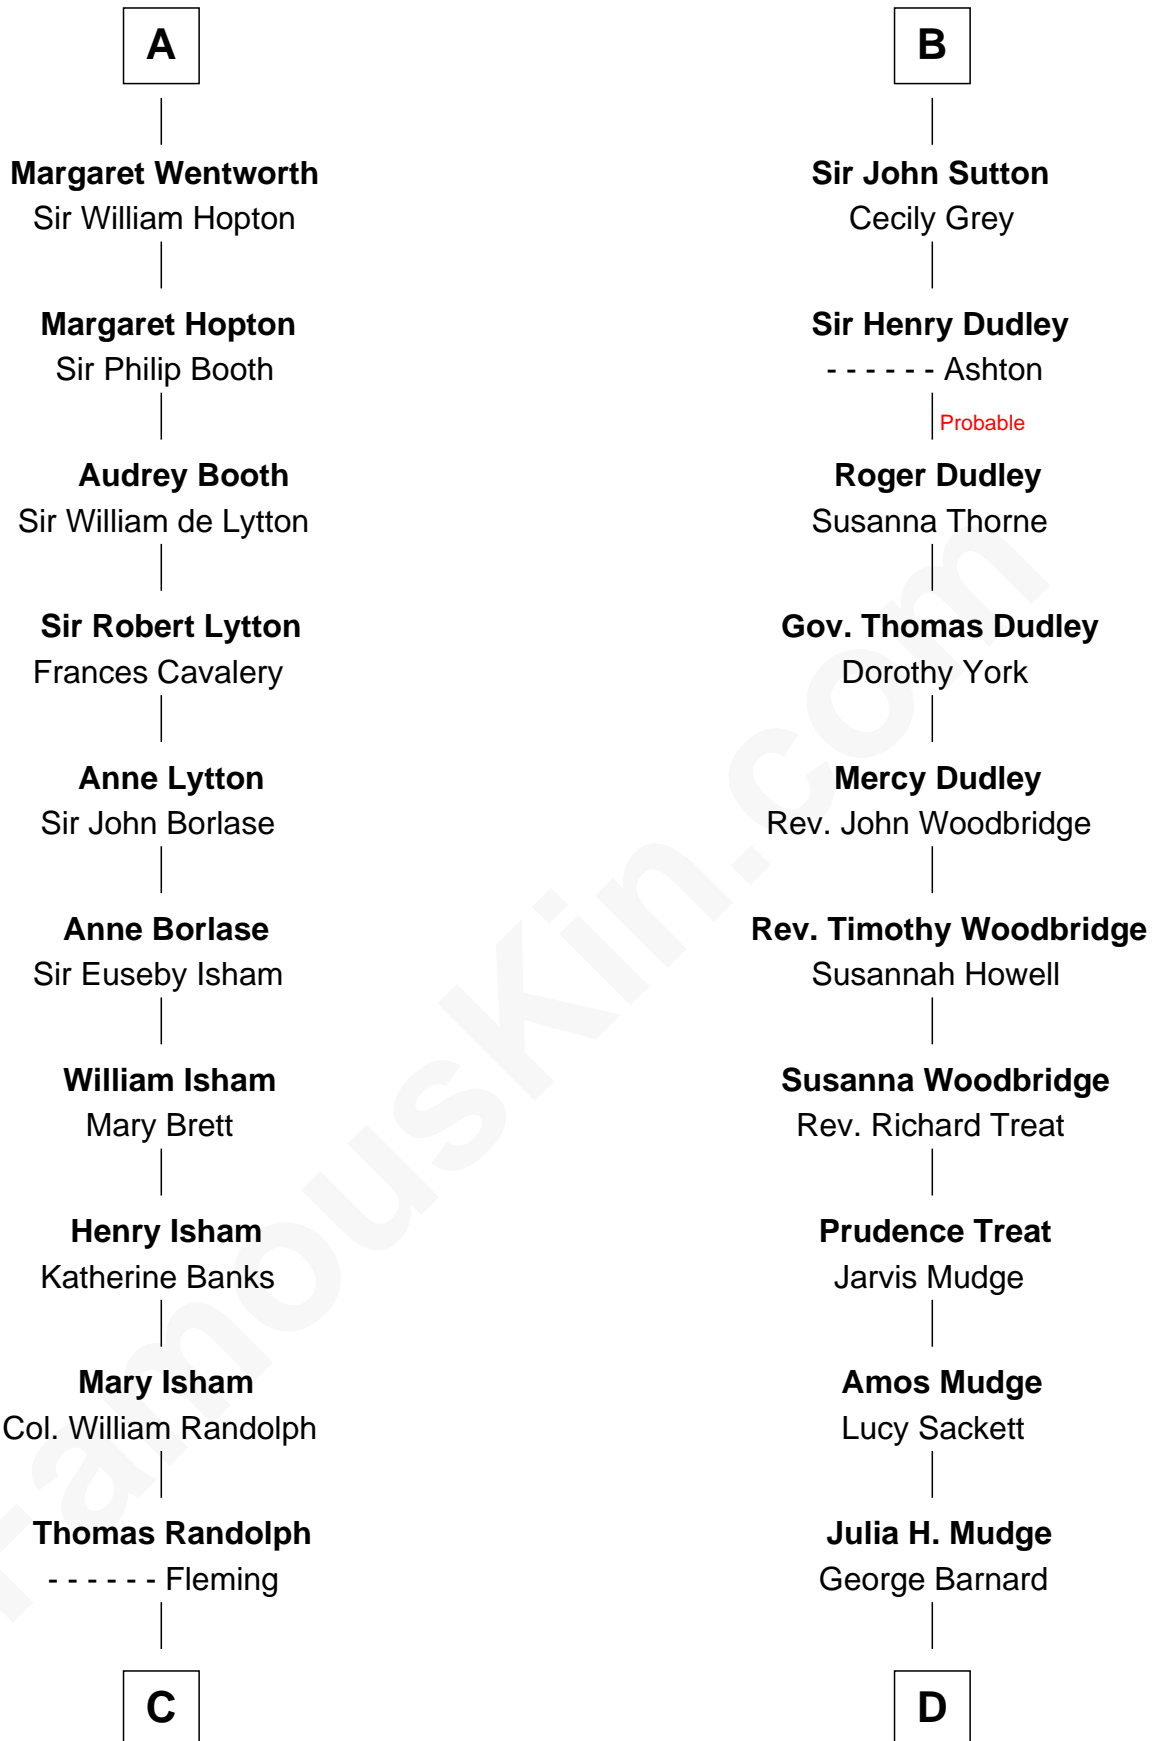 A
Margaret Wentworth
Sir William Hopton
Margaret Hopton
Sir Philip Booth
Audrey Booth
Sir William de Lytton
Sir Robert Lytton
Frances Cavalery
Anne Lytton
Sir John Borlase
Anne Borlase
Sir Euseby Isham
William Isham
Mary Brett
Henry Isham
Katherine Banks
Mary Isham
Col. William Randolph
Thomas Randolph
- - - - - - Fleming
C
B
Sir John Sutton
Cecily Grey
Sir Henry Dudley
- - - - - - Ashton
Probable
Roger Dudley
Susanna Thorne
Gov. Thomas Dudley
Dorothy York
Mercy Dudley
Rev. John Woodbridge
Rev. Timothy Woodbridge
Susannah Howell
Susanna Woodbridge
Rev. Richard Treat
Prudence Treat
Jarvis Mudge
Amos Mudge
Lucy Sackett
Julia H. Mudge
George Barnard
D
FamousKin.com